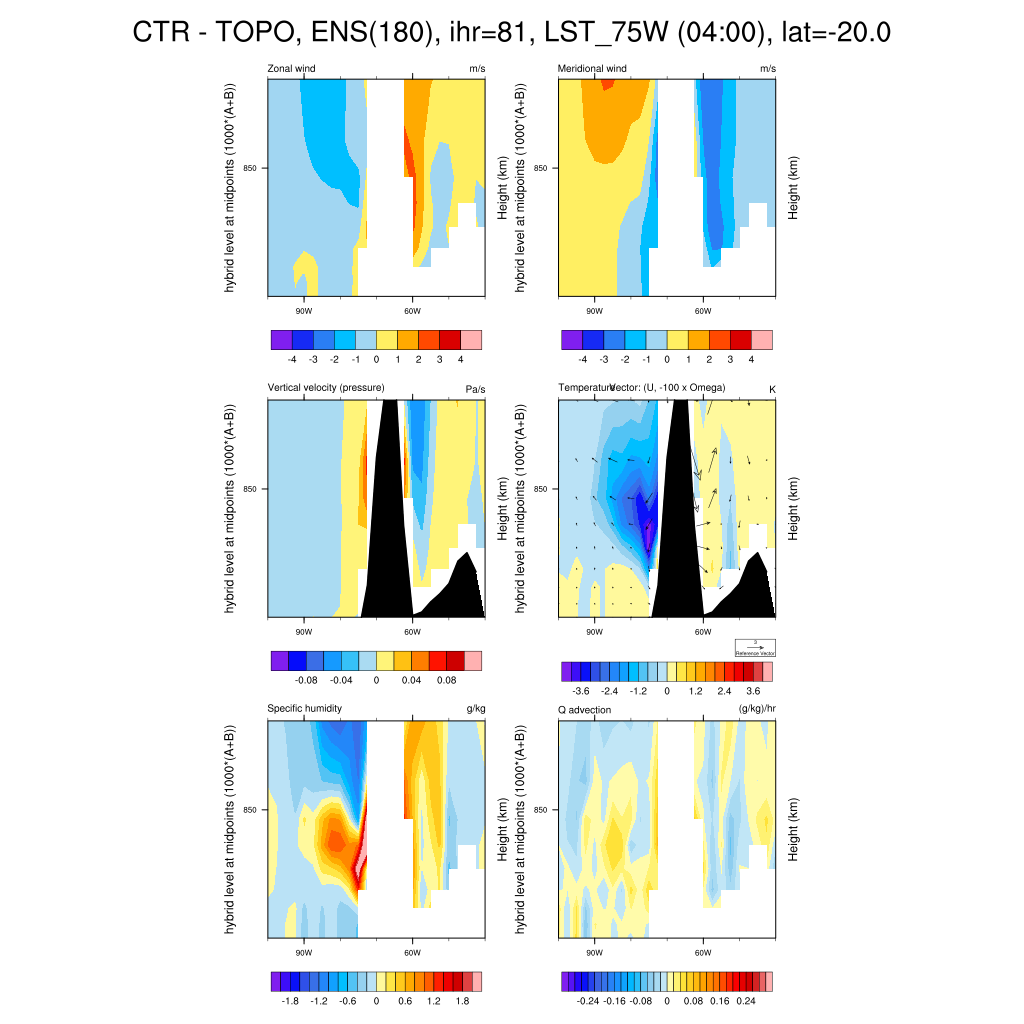 CTR - TOPO, ENS(180), ihr=81, LST_75W (04:00), lat=-20.0
Zonal wind m/s
hybrid level at midpoints (1000*(A+B))
850
Height (km)
90W 60W
-4 -3 -2 -1 0 1 2 3 4
Meridional wind m/s
hybrid level at midpoints (1000*(A+B))
850
Height (km)
90W 60W
-4 -3 -2 -1 0 1 2 3 4
Vertical velocity (pressure) Pa/s
hybrid level at midpoints (1000*(A+B))
850
Height (km)
90W 60W
-0.08 -0.04 0 0.04 0.08
Temperature Vector: (U, -100 x Omega) K
hybrid level at midpoints (1000*(A+B))
850
Height (km)
90W 60W
3
Reference Vector
-3.6 -2.4 -1.2 0 1.2 2.4 3.6
Specific humidity g/kg
hybrid level at midpoints (1000*(A+B))
850
Height (km)
90W 60W
-1.8 -1.2 -0.6 0 0.6 1.2 1.8
Q advection (g/kg)/hr
hybrid level at midpoints (1000*(A+B))
850
Height (km)
90W 60W
-0.24 -0.16 -0.08 0 0.08 0.16 0.24